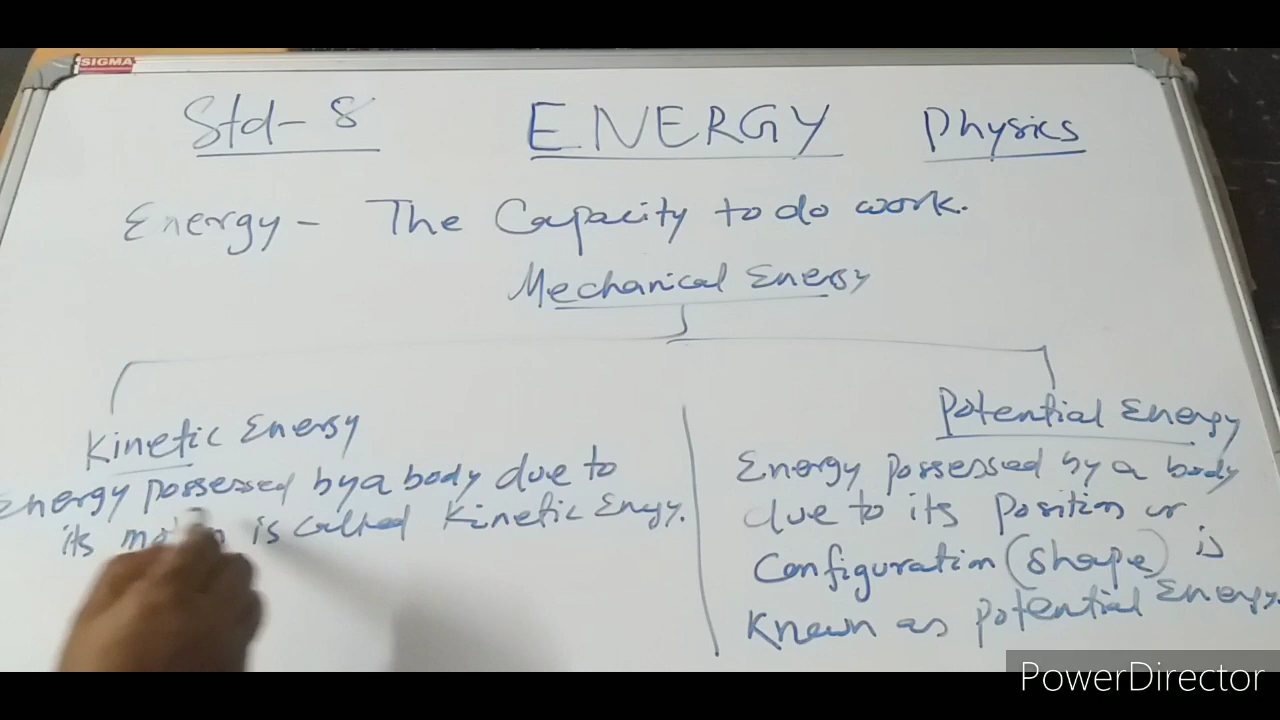 SIGMA
Std- 8 ENERGY Physics
Energy - The Capacity to do work.
Mechanical Energy
Kinetic Energy
Energy possessed by a body due to
its is called Kinetic Enegy.
Potential Energy
Energy possessed by a body
due to its Position or
Configuration (shape) is
Known as potential Energy.
PowerDirector